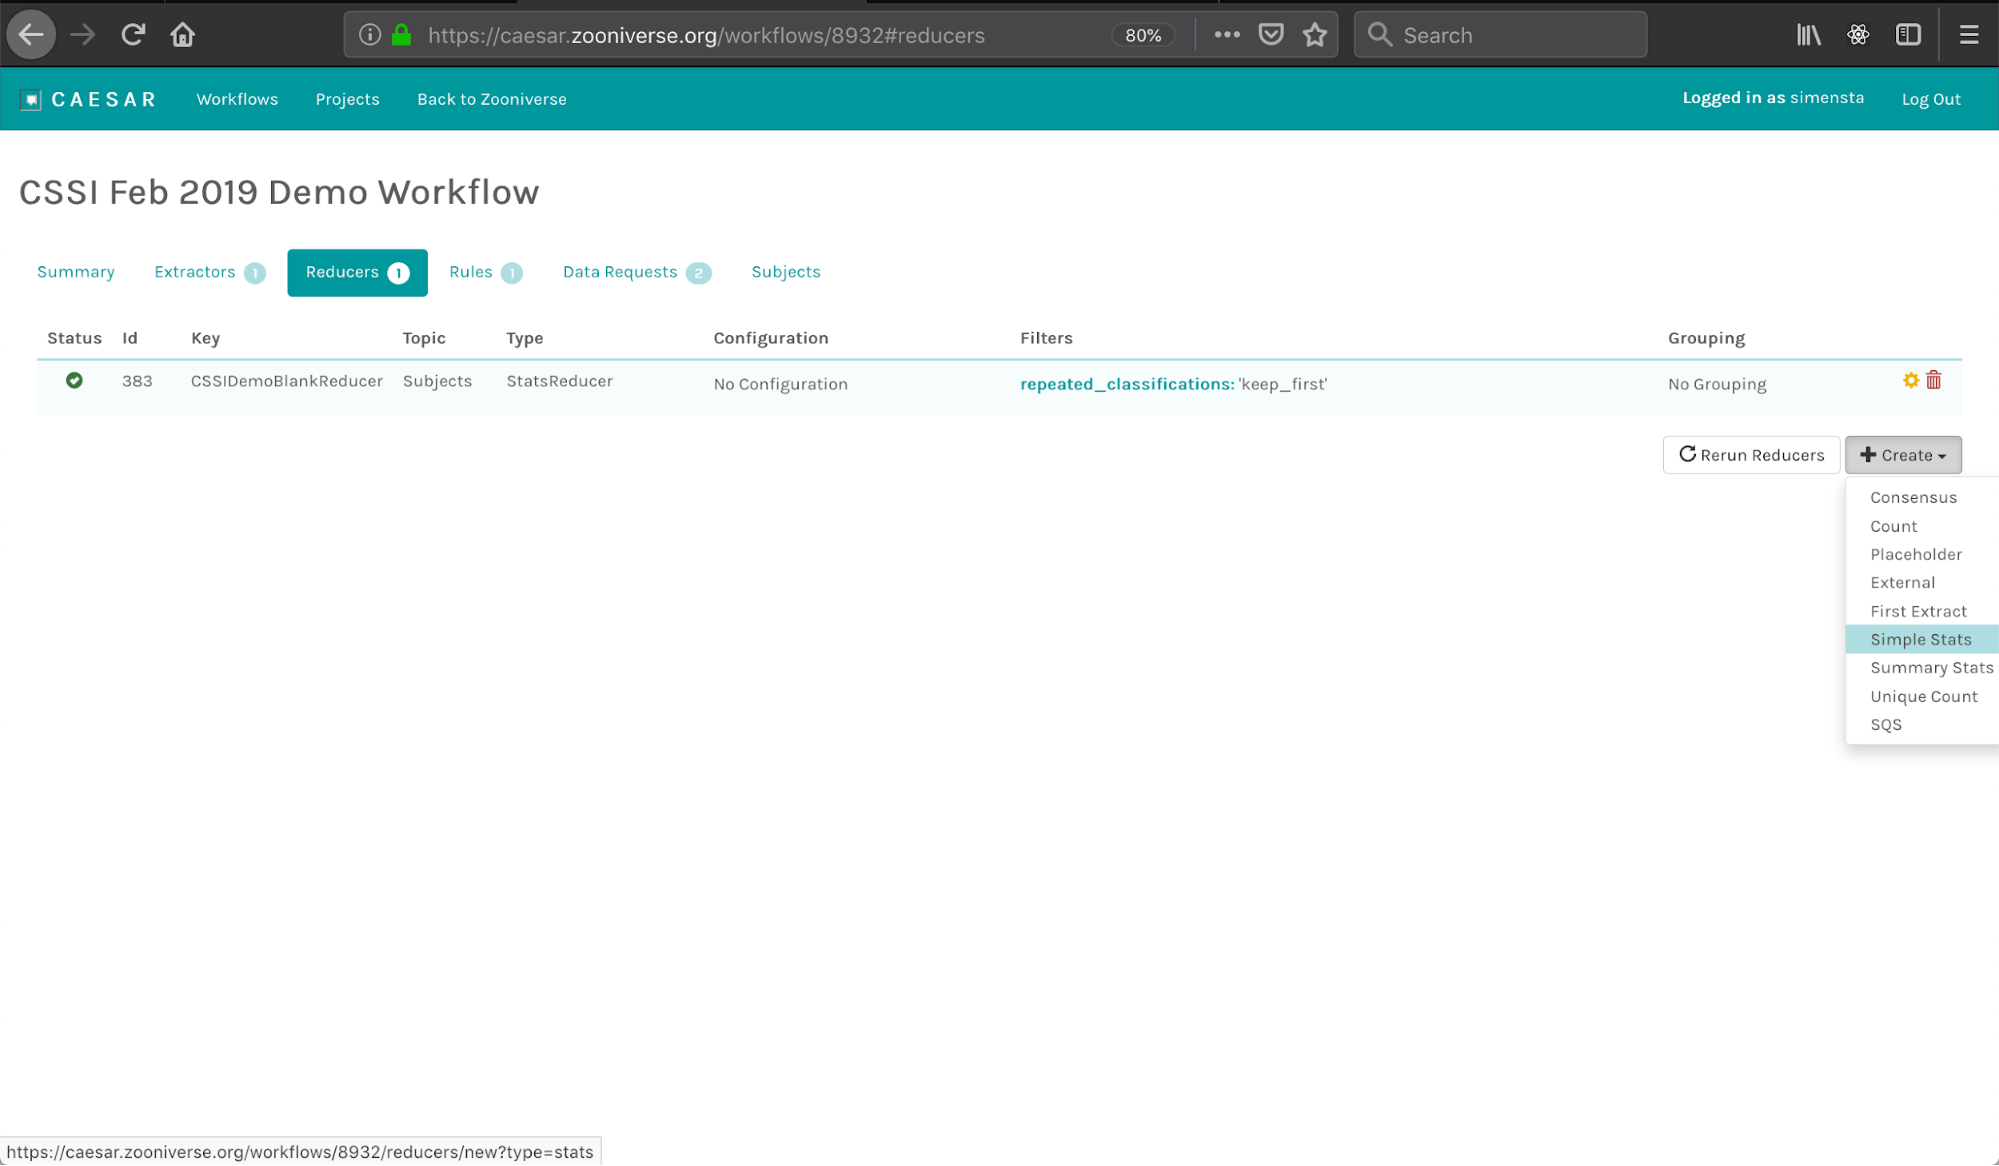 https://caesar.zooniverse.org/workflows/8932#reducers 80% Search
CAESAR Workflows Projects Back to Zooniverse Logged in as simensta Log Out
CSSI Feb 2019 Demo Workflow
Summary Extractors 1 Reducers 1 Rules 1 Data Requests 2 Subjects
Status Id Key Topic Type Configuration Filters Grouping
383 CSSIDemoBlankReducer Subjects StatsReducer No Configuration repeated_classifications: 'keep_first' No Grouping
Rerun Reducers Create
Consensus
Count
Placeholder
External
First Extract
Simple Stats
Summary Stats
Unique Count
SQS
https://caesar.zooniverse.org/workflows/8932/reducers/new?type=stats